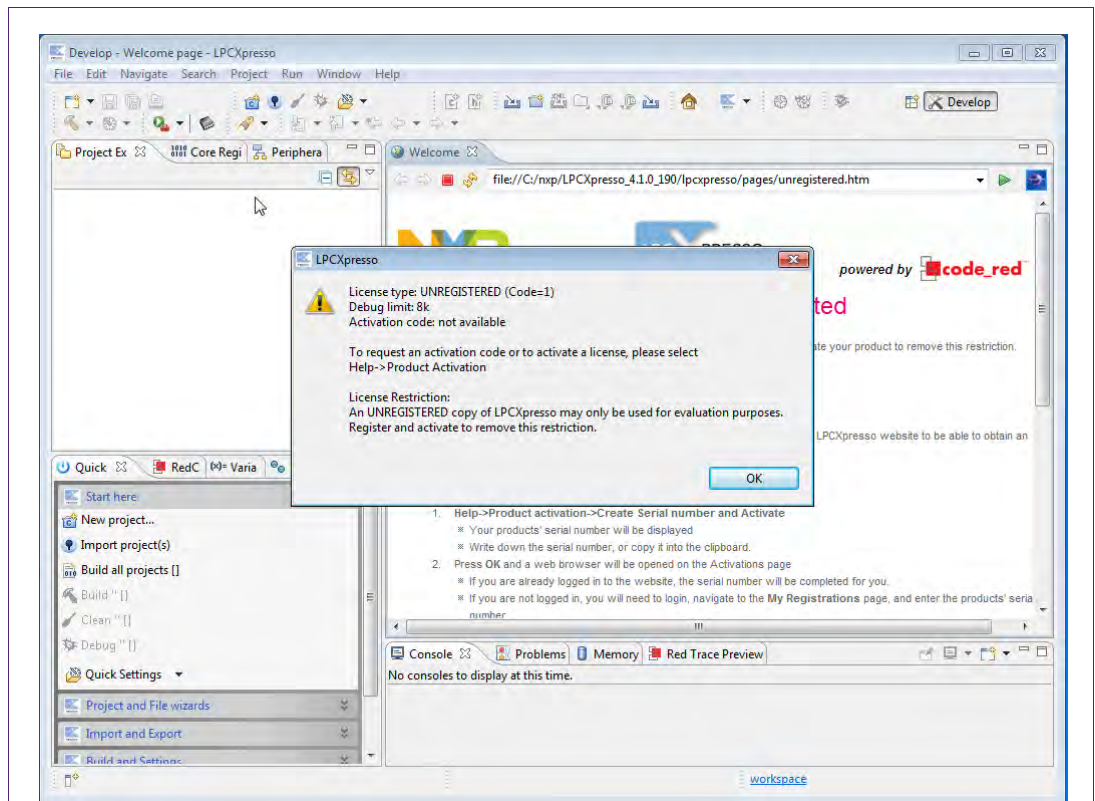 Develop - Welcome page - LPCXpresso
File Edit Navigate Search Project Run Window Help
Develop
Project Ex Core Regi Periphera
Welcome
file://C:/nxp/LPCXpresso_4.1.0_190/lpcxpresso/pages/unregistered.htm
powered by code_red
ted
ate your product to remove this restriction.
LPCXpresso website to be able to obtain an
LPCXpresso
License type: UNREGISTERED (Code=1)
Debug limit: 8k
Activation code: not available
To request an activation code or to activate a license, please select
Help->Product Activation
License Restriction:
An UNREGISTERED copy of LPCXpresso may only be used for evaluation purposes.
Register and activate to remove this restriction.
OK
1. Help->Product activation->Create Serial number and Activate
Your products' serial number will be displayed
Write down the serial number, or copy it into the clipboard.
2. Press OK and a web browser will be opened on the Activations page
If you are already logged in to the website, the serial number will be completed for you.
If you are not logged in, you will need to login, navigate to the My Registrations page, and enter the products' seria
number
Quick RedC (x)= Varia
Start here
New project...
Import project(s)
Build all projects []
Build '' []
Clean '' []
Debug '' []
Quick Settings
Project and File wizards
Import and Export
Build and Settings
Console Problems Memory Red Trace Preview
No consoles to display at this time.
workspace